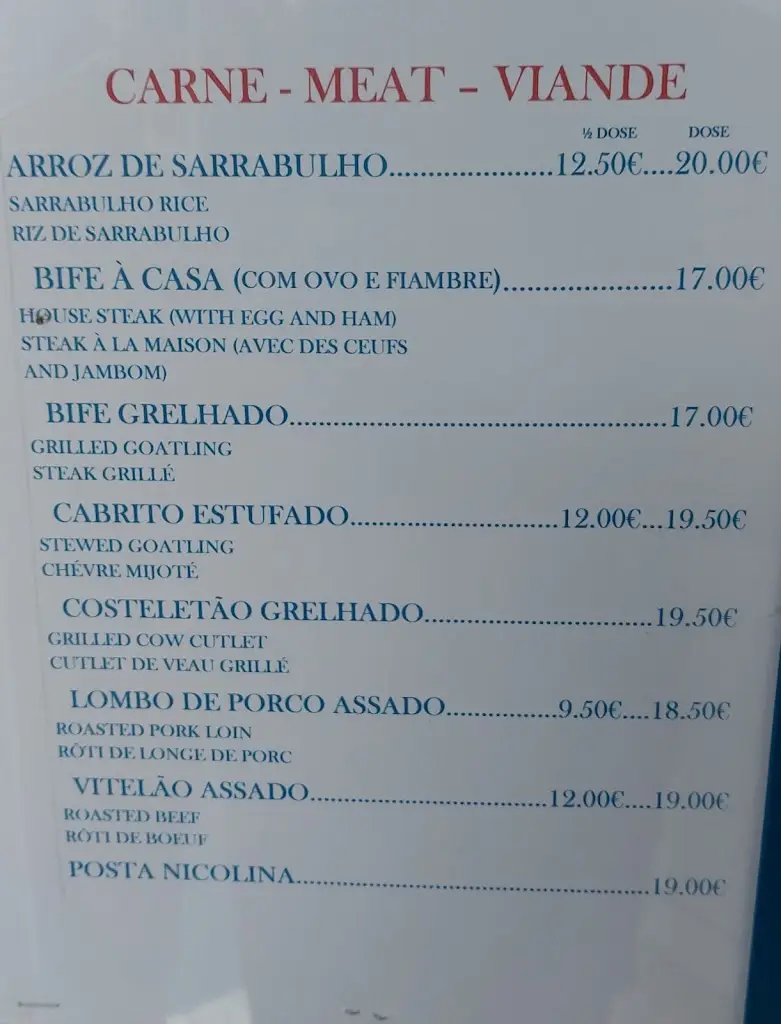 CARNE - MEAT - VIANDE
½ DOSE DOSE
ARROZ DE SARRABULHO....................12.50€....20.00€
SARRABULHO RICE
RIZ DE SARRABULHO
BIFE À CASA (COM OVO E FIAMBRE).....................17.00€
HOUSE STEAK (WITH EGG AND HAM)
STEAK À LA MAISON (AVEC DES CEUFS
AND JAMBOM)
BIFE GRELHADO..................................................17.00€
GRILLED GOATLING
STEAK GRILLÉ
CABRITO ESTUFADO............................12.00€...19.50€
STEWED GOATLING
CHÉVRE MIJOTÉ
COSTELETÃO GRELHADO...............................19.50€
GRILLED COW CUTLET
CUTLET DE VEAU GRILLÉ
LOMBO DE PORCO ASSADO...............9.50€....18.50€
ROASTED PORK LOIN
RÔTI DE LONGE DE PORC
VITELÃO ASSADO.................................12.00€....19.00€
ROASTED BEEF
RÔTI DE BOEUF
POSTA NICOLINA..................................................19.00€